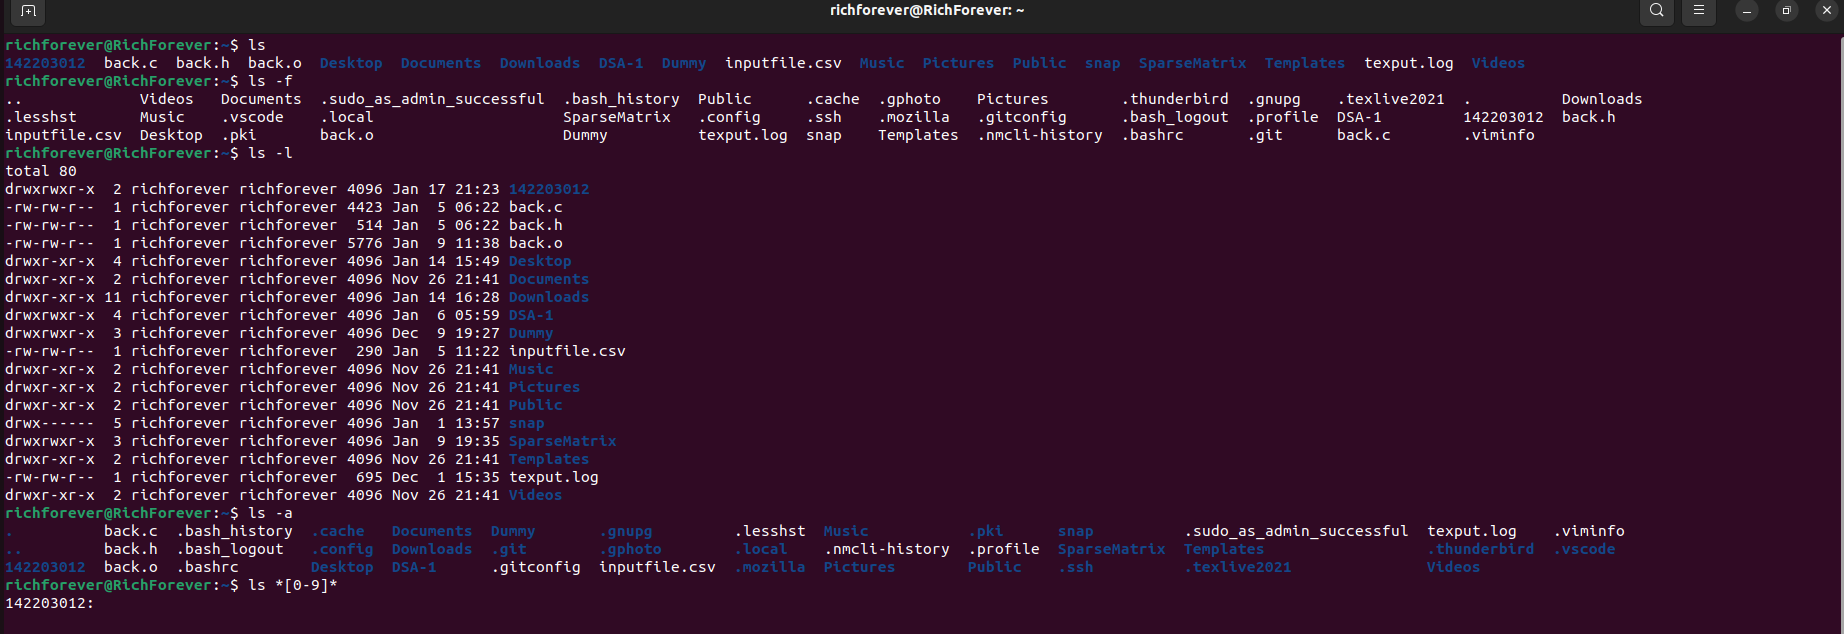 richforever@RichForever: ~
richforever@RichForever:~$ ls
142203012  back.c  back.h  back.o  Desktop  Documents  Downloads  DSA-1  Dummy  inputfile.csv  Music  Pictures  Public  snap  SparseMatrix  Templates  texput.log  Videos
richforever@RichForever:~$ ls -f
..             Videos   Documents  .sudo_as_admin_successful  .bash_history  Public      .cache  .gphoto    Pictures        .thunderbird  .gnupg    .texlive2021  .          Downloads
.lesshst       Music    .vscode    .local                     SparseMatrix   .config     .ssh    .mozilla   .gitconfig      .bash_logout  .profile  DSA-1         142203012  back.h
inputfile.csv  Desktop  .pki       back.o                     Dummy          texput.log  snap    Templates  .nmcli-history  .bashrc       .git      back.c        .viminfo
richforever@RichForever:~$ ls -l
total 80
drwxrwxr-x  2 richforever richforever 4096 Jan 17 21:23 142203012
-rw-rw-r--  1 richforever richforever 4423 Jan  5 06:22 back.c
-rw-rw-r--  1 richforever richforever  514 Jan  5 06:22 back.h
-rw-rw-r--  1 richforever richforever 5776 Jan  9 11:38 back.o
drwxr-xr-x  4 richforever richforever 4096 Jan 14 15:49 Desktop
drwxr-xr-x  2 richforever richforever 4096 Nov 26 21:41 Documents
drwxr-xr-x 11 richforever richforever 4096 Jan 14 16:28 Downloads
drwxrwxr-x  4 richforever richforever 4096 Jan  6 05:59 DSA-1
drwxrwxr-x  3 richforever richforever 4096 Dec  9 19:27 Dummy
-rw-rw-r--  1 richforever richforever  290 Jan  5 11:22 inputfile.csv
drwxr-xr-x  2 richforever richforever 4096 Nov 26 21:41 Music
drwxr-xr-x  2 richforever richforever 4096 Nov 26 21:41 Pictures
drwxr-xr-x  2 richforever richforever 4096 Nov 26 21:41 Public
drwx------  5 richforever richforever 4096 Jan  1 13:57 snap
drwxrwxr-x  3 richforever richforever 4096 Jan  9 19:35 SparseMatrix
drwxr-xr-x  2 richforever richforever 4096 Nov 26 21:41 Templates
-rw-rw-r--  1 richforever richforever  695 Dec  1 15:35 texput.log
drwxr-xr-x  2 richforever richforever 4096 Nov 26 21:41 Videos
richforever@RichForever:~$ ls -a
.          back.c  .bash_history  .cache   Documents  Dummy       .gnupg         .lesshst  Music           .pki      snap          .sudo_as_admin_successful  texput.log    .viminfo
..         back.h  .bash_logout   .config  Downloads  .git        .gphoto        .local    .nmcli-history  .profile  SparseMatrix  Templates                  .thunderbird  .vscode
142203012  back.o  .bashrc        Desktop  DSA-1      .gitconfig  inputfile.csv  .mozilla  Pictures        Public    .ssh          .texlive2021               Videos
richforever@RichForever:~$ ls *[0-9]*
142203012: